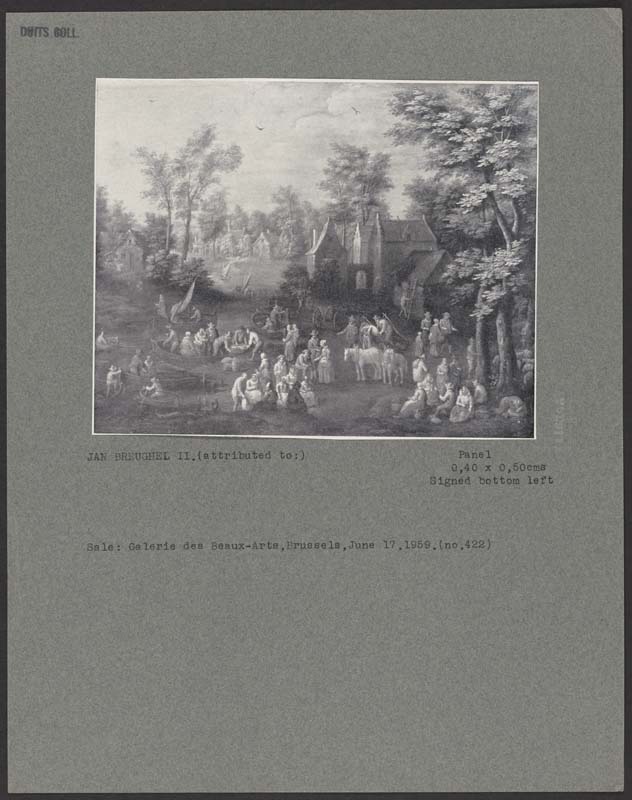 DUITS COLL.
JAN BREUGHEL II.(attributed to:)
Panel
0,40 x 0,50cms
Signed bottom left
Sale: Galerie des Beaux-Arts,Brussels,June 17.1959.(no.422)